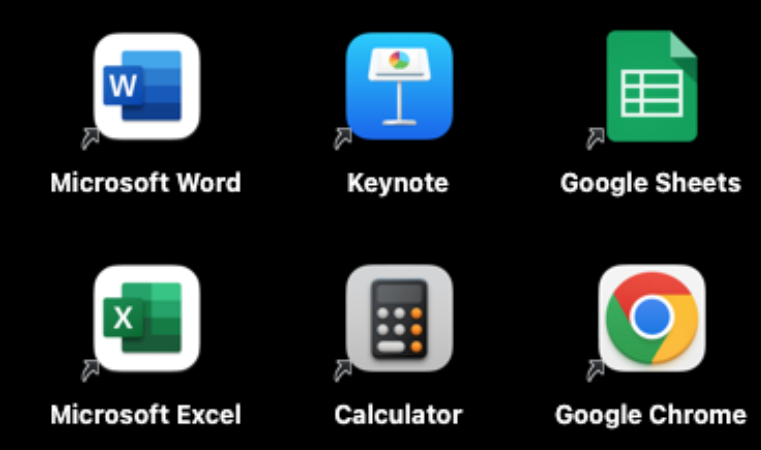 W
Microsoft Word
Keynote
Google Sheets
X
Microsoft Excel
Calculator
Google Chrome